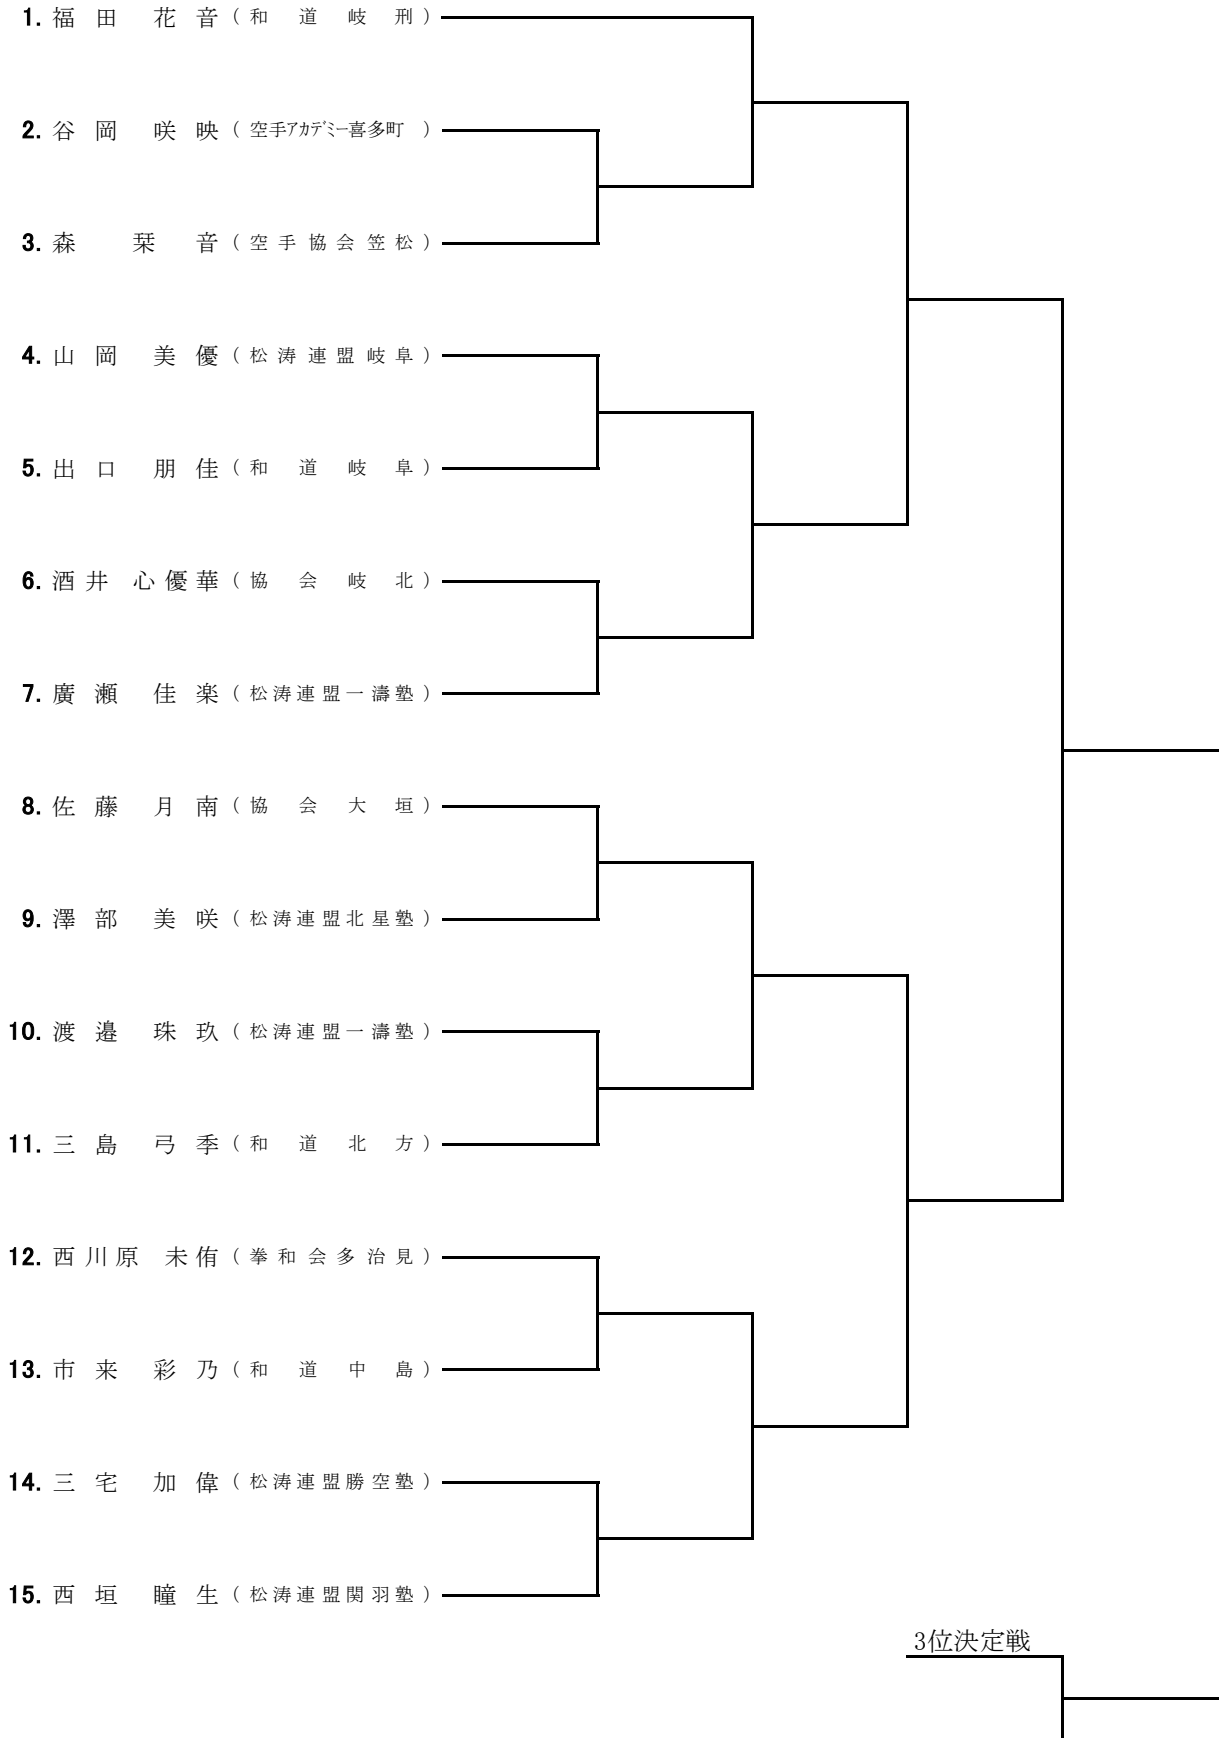 1. 福田 花音 (和道岐刑)
2. 谷岡 咲映 (空手ｱｶﾃﾞﾐｰ喜多町 )
3. 森 栞音 (空手協会笠松)
4. 山岡 美優 (松涛連盟岐阜)
5. 出口 朋佳 (和道岐阜)
6. 酒井 心優華 (協会岐北)
7. 廣瀬 佳楽 (松涛連盟一濤塾)
8. 佐藤 月南 (協会大垣)
9. 澤部 美咲 (松涛連盟北星塾)
10. 渡邉 珠玖 (松涛連盟一濤塾)
11. 三島 弓季 (和道北方)
12. 西川原 未侑 (拳和会多治見)
13. 市来 彩乃 (和道中島)
14. 三宅 加偉 (松涛連盟勝空塾)
15. 西垣 瞳生 (松涛連盟関羽塾)
3位決定戦